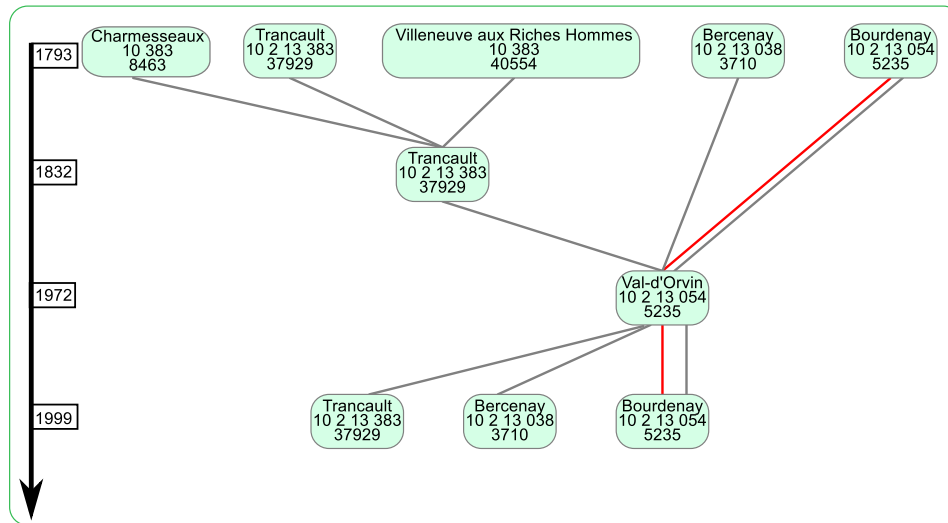 1793
Charmesseaux
10 383
8463
Trancault
10 2 13 383
37929
Villeneuve aux Riches Hommes
10 383
40554
Bercenay
10 2 13 038
3710
Bourdenay
10 2 13 054
5235
1832
Trancault
10 2 13 383
37929
1972
Val-d'Orvin
10 2 13 054
5235
1999
Trancault
10 2 13 383
37929
Bercenay
10 2 13 038
3710
Bourdenay
10 2 13 054
5235